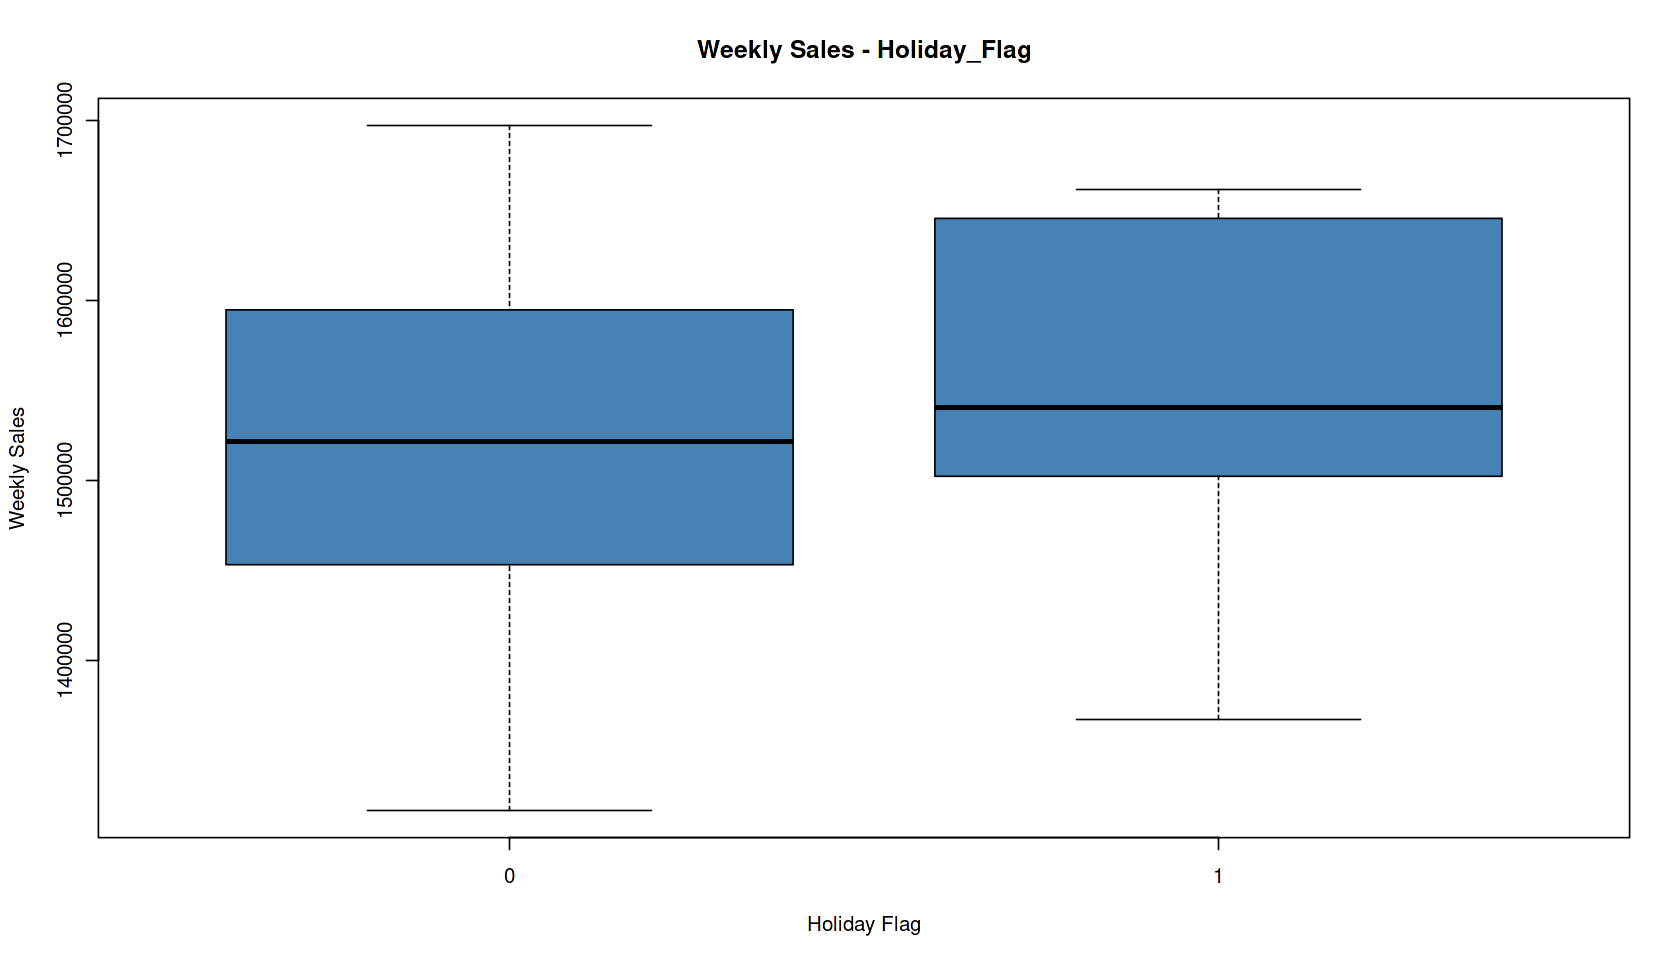 Weekly Sales - Holiday_Flag
1700000
1600000
1500000
1400000
Weekly Sales
0
1
Holiday Flag